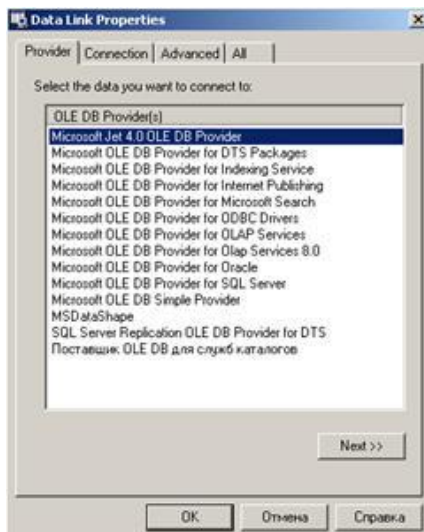 Data Link Properties
Provider Connection Advanced All
Select the data you want to connect to:
OLE DB Provider(s)
Microsoft Jet 4.0 OLE DB Provider
Microsoft OLE DB Provider for DTS Packages
Microsoft OLE DB Provider for Indexing Service
Microsoft OLE DB Provider for Internet Publishing
Microsoft OLE DB Provider for Microsoft Search
Microsoft OLE DB Provider for ODBC Drivers
Microsoft OLE DB Provider for OLAP Services
Microsoft OLE DB Provider for Olap Services 8.0
Microsoft OLE DB Provider for Oracle
Microsoft OLE DB Provider for SQL Server
Microsoft OLE DB Simple Provider
MSDataShape
SQL Server Replication OLE DB Provider for DTS
Поставщик OLE DB для служб каталогов
Next >>
OK Отмена Справка